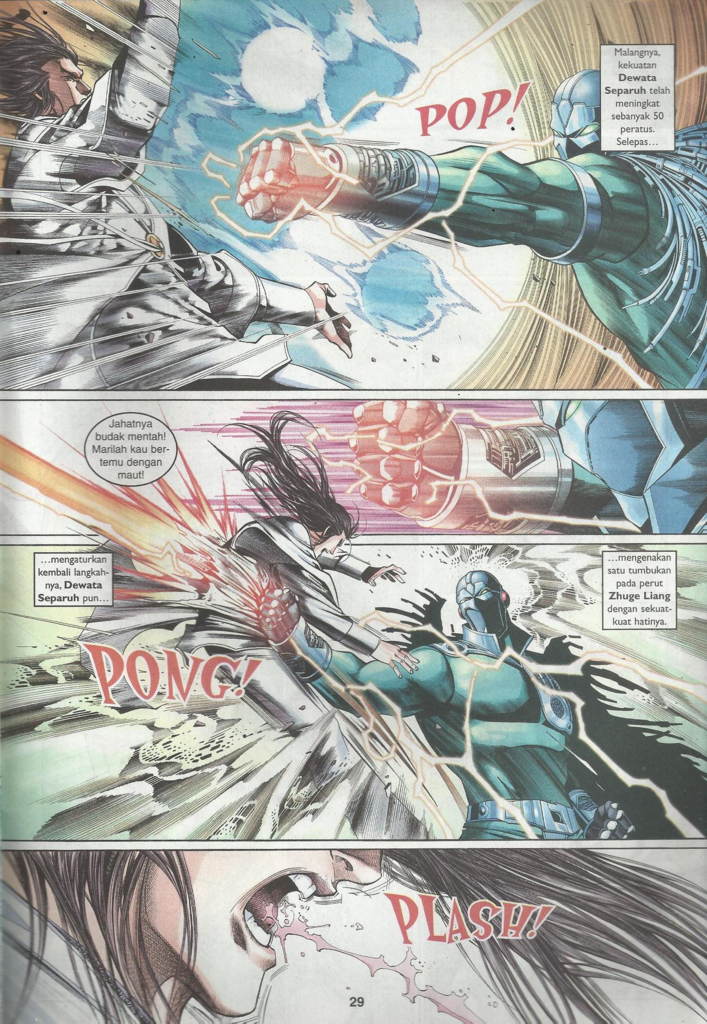 Malangnya,
kekuatan
Dewata
Separuh telah
meningkat
sebanyak 50
peratus.
Selepas...
POP!
Jahatnya
budak mentah!
Marilah kau ber-
temu dengan
maut!
...mengaturkan
kembali langkah-
nya, Dewata
Separuh pun...
...mengenakan
satu tumbukan
pada perut
Zhuge Liang
dengan sekuat-
kuat hatinya.
PONG!
PLASH!
29